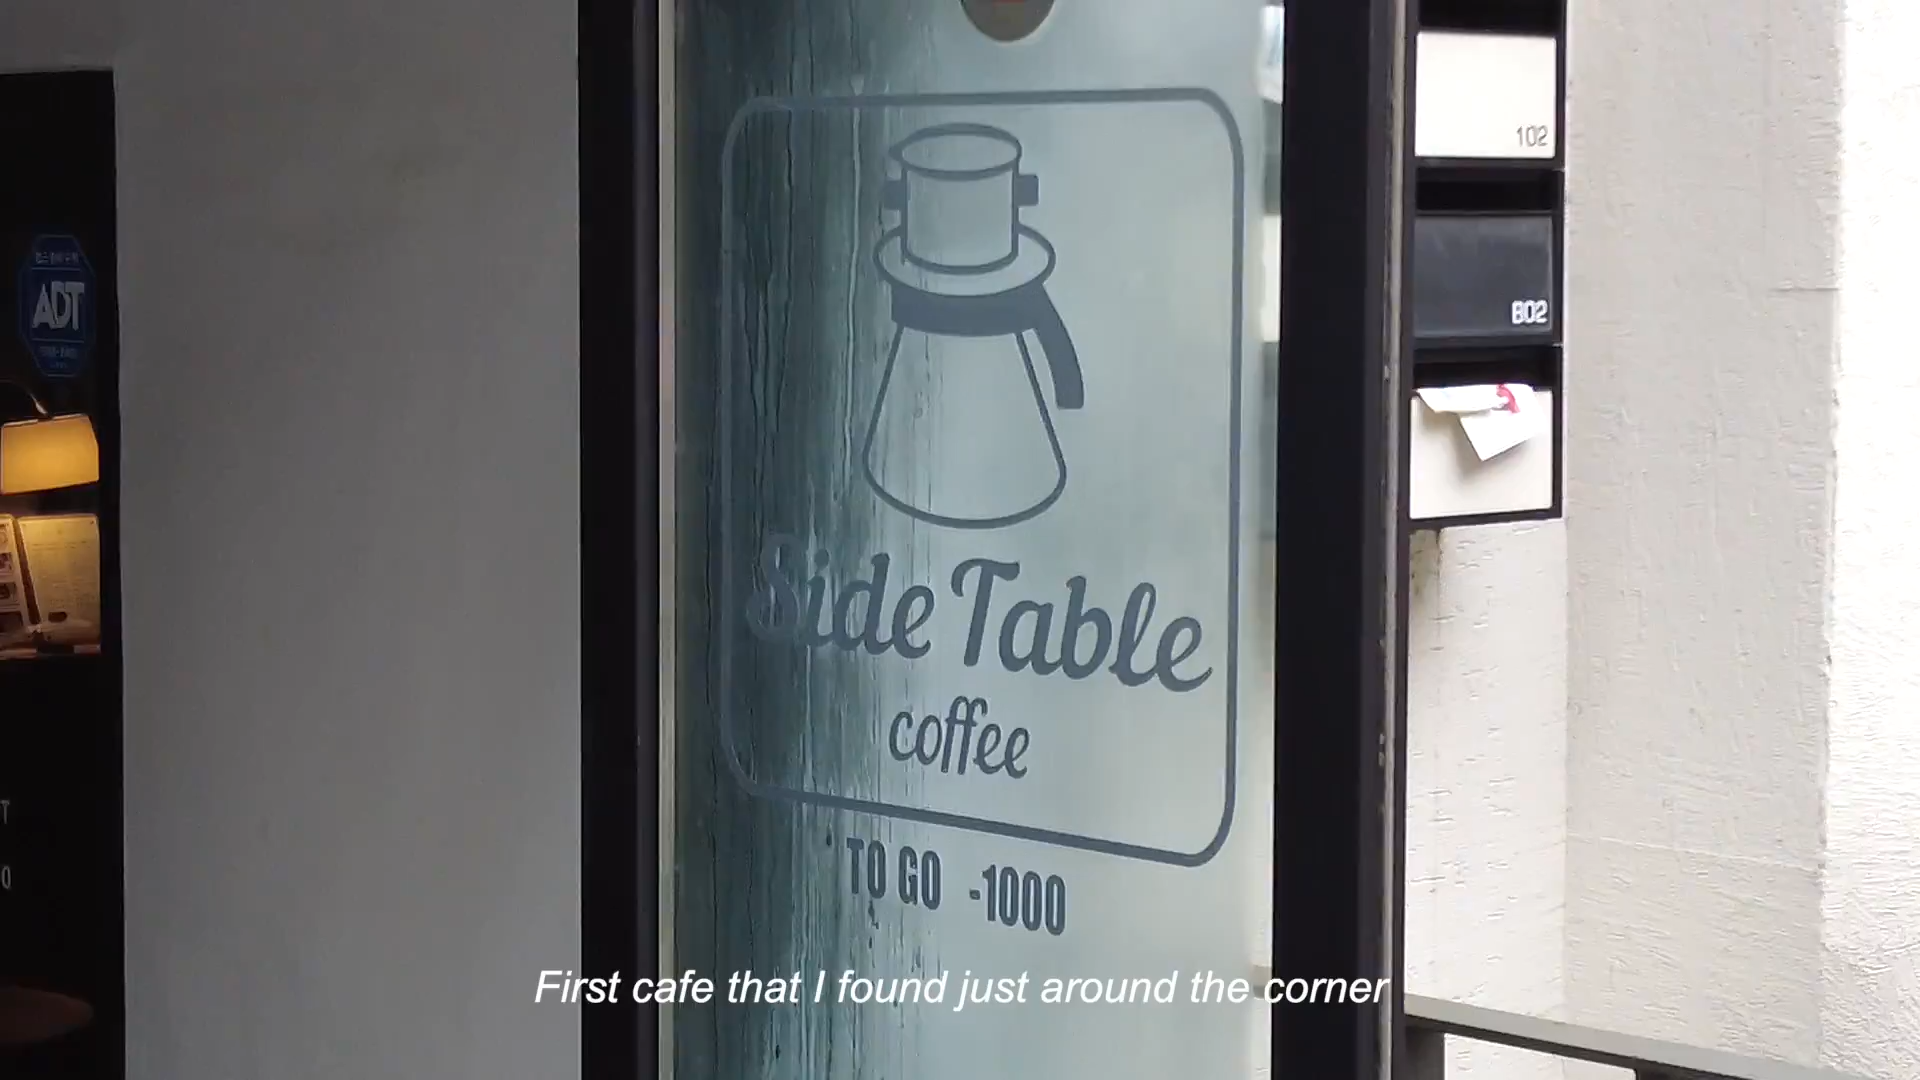 ADT
Side Table
coffee
TO GO -1000
102
B02
First cafe that I found just around the corner